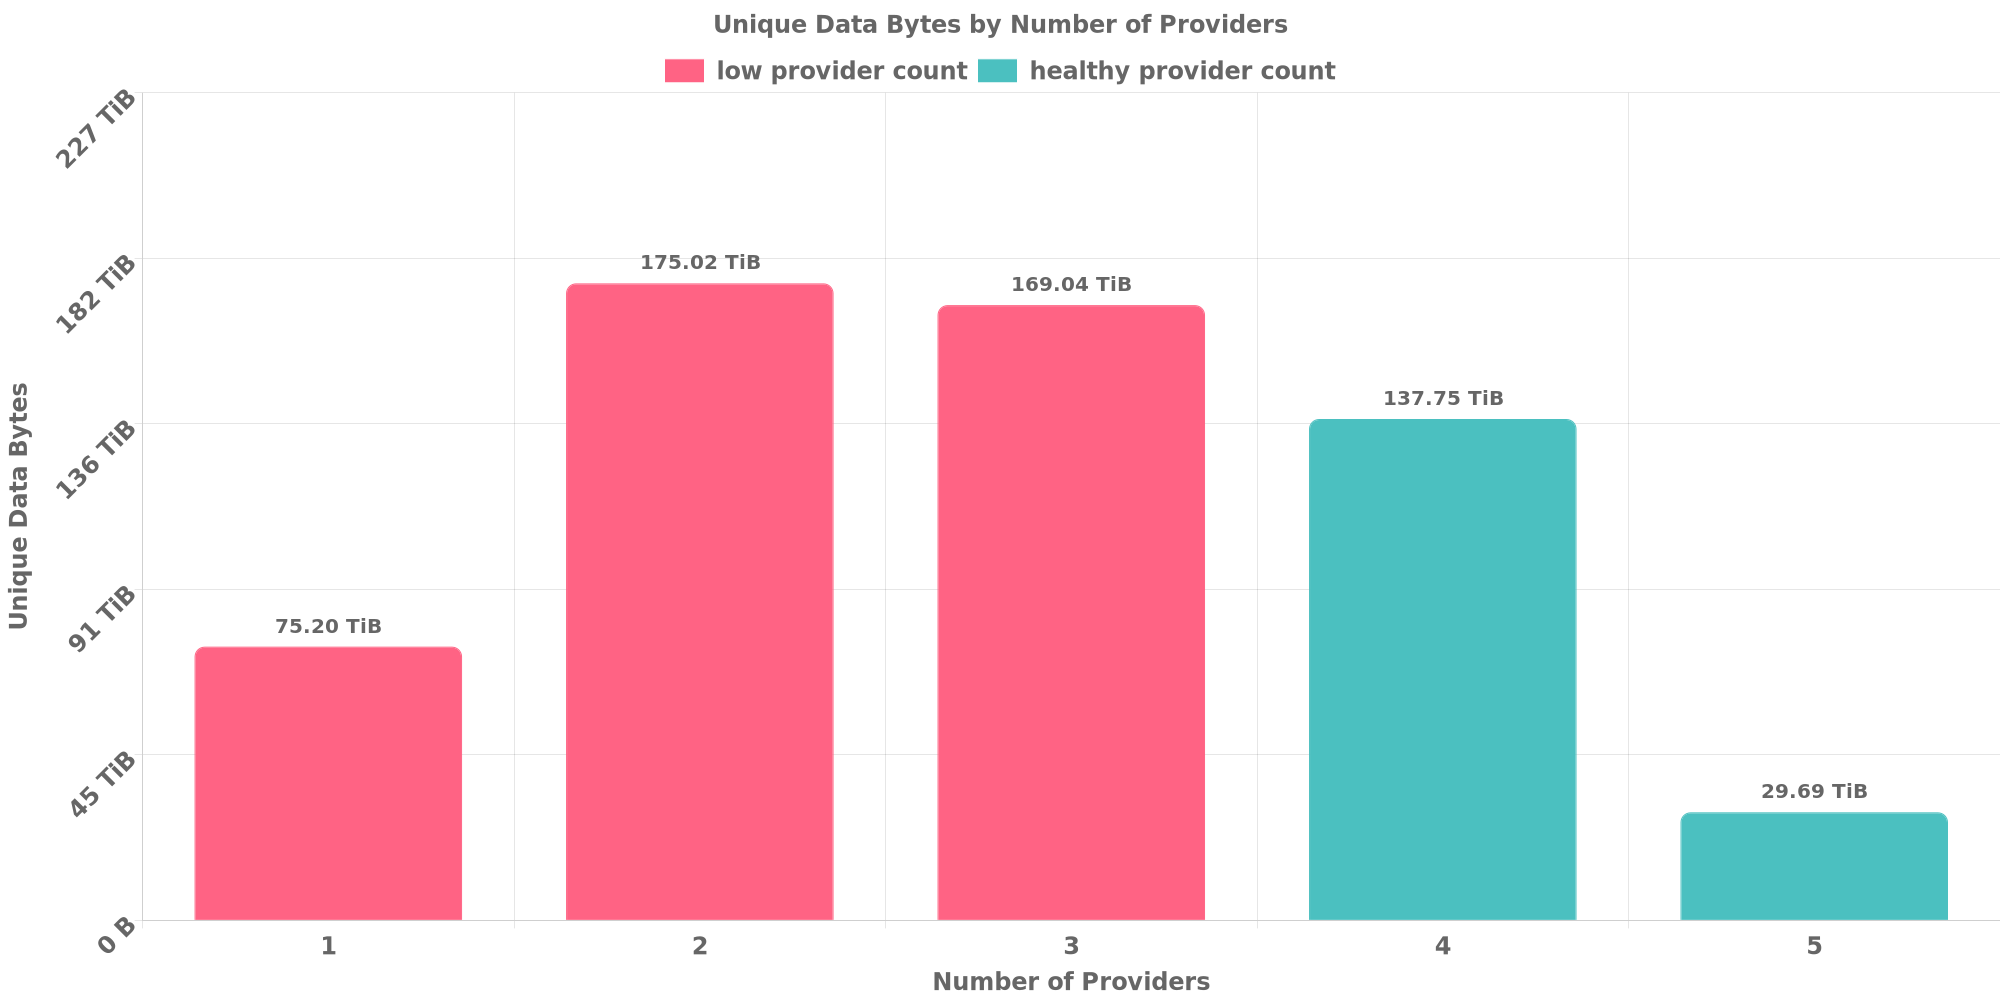 Unique Data Bytes by Number of Providers
low provider count healthy provider count
227 TiB
182 TiB
136 TiB
91 TiB
45 TiB
0 B
Unique Data Bytes
75.20 TiB
175.02 TiB
169.04 TiB
137.75 TiB
29.69 TiB
1 2 3 4 5
Number of Providers